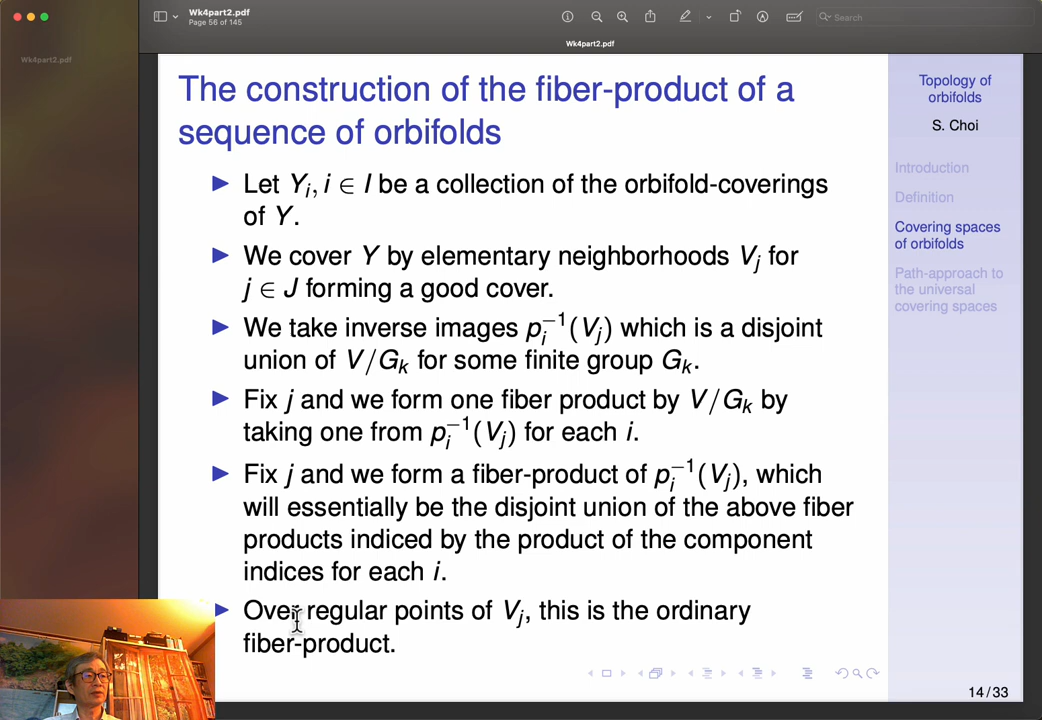 Wk4part2.pdf
Page 56 of 145
Search
Wk4part2.pdf
Wk4part2.pdf
The construction of the fiber-product of a
sequence of orbifolds
Let Y_i, i ∈ I be a collection of the orbifold-coverings
of Y.
We cover Y by elementary neighborhoods V_j for
j ∈ J forming a good cover.
We take inverse images p_i^{-1}(V_j) which is a disjoint
union of V/G_k for some finite group G_k.
Fix j and we form one fiber product by V/G_k by
taking one from p_i^{-1}(V_j) for each i.
Fix j and we form a fiber-product of p_i^{-1}(V_j), which
will essentially be the disjoint union of the above fiber
products indiced by the product of the component
indices for each i.
Over regular points of V_j, this is the ordinary
fiber-product.
Topology of
orbifolds
S. Choi
Introduction
Definition
Covering spaces
of orbifolds
Path-approach to
the universal
covering spaces
14/33